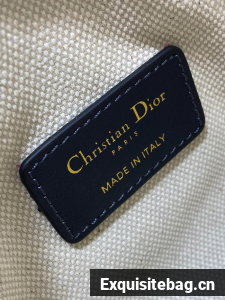 Christian Dior
PARIS
MADE IN ITALY
Exquisitebag.cn